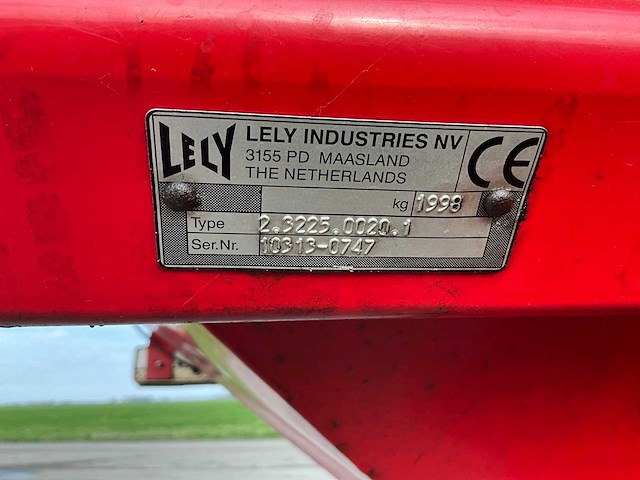 LELY
LELY INDUSTRIES NV
3155 PD MAASLAND
THE NETHERLANDS
CE
kg 1998
Type 2.3225.0020.1
Ser.Nr. 10313-0747